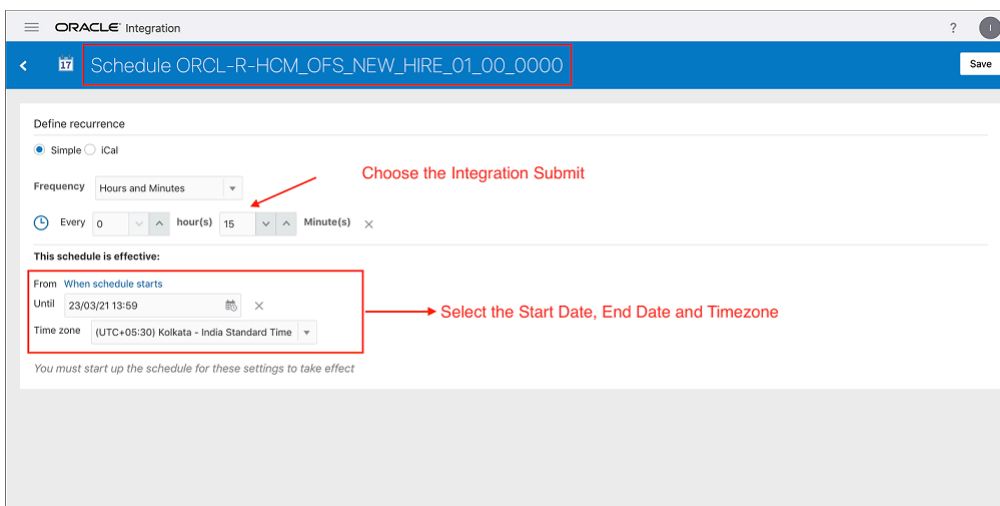 ORACLE Integration
?
I
17
Schedule ORCL-R-HCM_OFS_NEW_HIRE_01_00_0000
Save
Define recurrence
Simple iCal
Choose the Integration Submit
Frequency Hours and Minutes
Every 0 hour(s) 15 Minute(s)
This schedule is effective:
From When schedule starts
Until 23/03/21 13:59
Select the Start Date, End Date and Timezone
Time zone (UTC+05:30) Kolkata - India Standard Time
You must start up the schedule for these settings to take effect